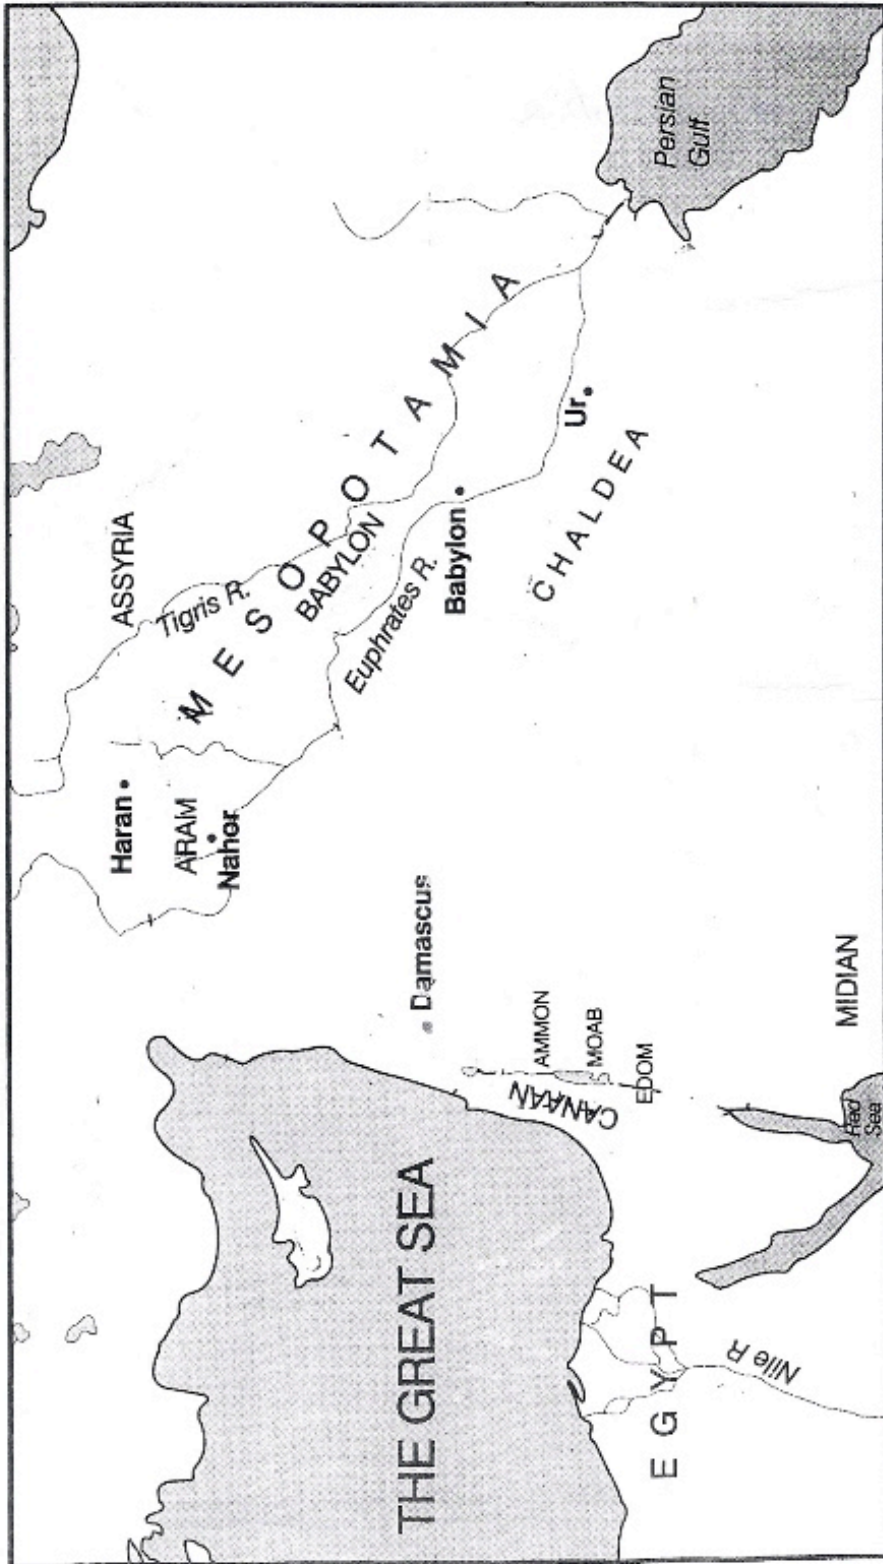 ASSYRIA
Tigris R.
MESOPOTAMIA
BABYLON
Haran
ARAM
Nahor
Euphrates R.
Babylon
Ur
CHALDEA
Persian
Gulf
Damascus
THE GREAT SEA
CANAAN
AMMON
MOAB
EDOM
MIDIAN
EGYPT
Nile R
Red
Sea